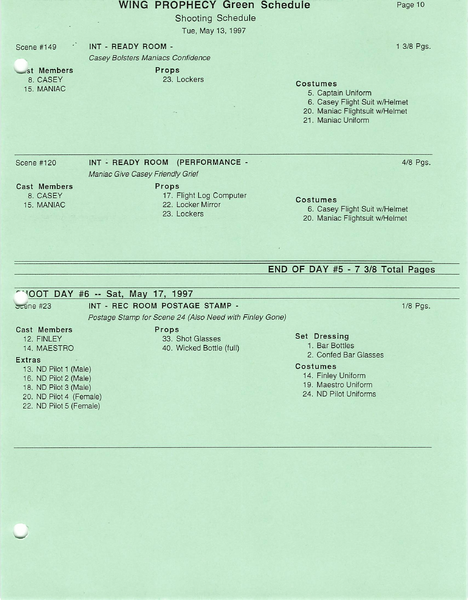 WING PROPHECY Green Schedule Page 10
Shooting Schedule
Tue, May 13, 1997
Scene #149 INT - READY ROOM - 1 3/8 Pgs.
Casey Bolsters Maniacs Confidence
st Members Props
8. CASEY 23. Lockers
15. MANIAC
Costumes
5. Captain Uniform
6. Casey Flightsuit w/Helmet
20. Maniac Flightsuit w/Helmet
21. Maniac Uniform
Scene #120 INT - READY ROOM (PERFORMANCE - 4/8 Pgs.
Maniac Give Casey Friendly Grief
Cast Members Props
8. CASEY 17. Flight Log Computer
15. MANIAC 22. Locker Mirror
23. Lockers
Costumes
6. Casey Flight Suit w/Helmet
20. Maniac Flightsuit w/Helmet
END OF DAY #5 - 7 3/8 Total Pages
HOOT DAY #6 -- Sat, May 17, 1997
Scene #23 INT - REC ROOM POSTAGE STAMP - 1/8 Pgs.
Postage Stamp for Scene 24 (Also Need with Finley Gone)
Cast Members Props
12. FINLEY 33. Shot Glasses
14. MAESTRO 40. Wicked Bottle (full)
Set Dressing
1. Bar Bottles
2. Confed Bar Glasses
Extras
13. ND Pilot 1 (Male)
16. ND Pilot 2 (Male)
18. ND Pilot 3 (Male)
20. ND Pilot 4 (Female)
22. ND Pilot 5 (Female)
Costumes
14. Finley Uniform
19. Maestro Uniform
24. ND Pilot Uniforms